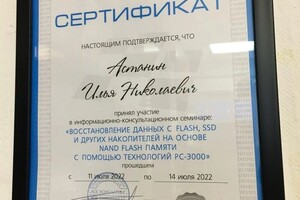 СЕРТИФИКАТ
НАСТОЯЩИМ ПОДТВЕРЖДАЕТСЯ, ЧТО
Астанин
Илья Николаевич
принял участие
в информационно-консультационном семинаре:
«ВОССТАНОВЛЕНИЕ ДАННЫХ С FLASH, SSD
И ДРУГИХ НАКОПИТЕЛЕЙ НА ОСНОВЕ
NAND FLASH ПАМЯТИ
С ПОМОЩЬЮ ТЕХНОЛОГИЙ PC-3000»
прошедшем
с 11 июля 2022 по 14 июля 2022